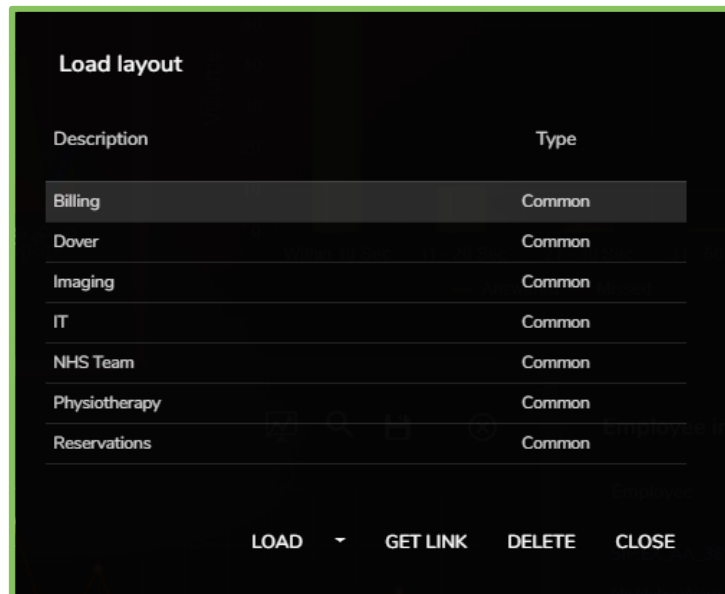 Load layout
Description Type
Billing Common
Dover Common
Imaging Common
IT Common
NHS Team Common
Physiotherapy Common
Reservations Common
Employee
LOAD GET LINK DELETE CLOSE